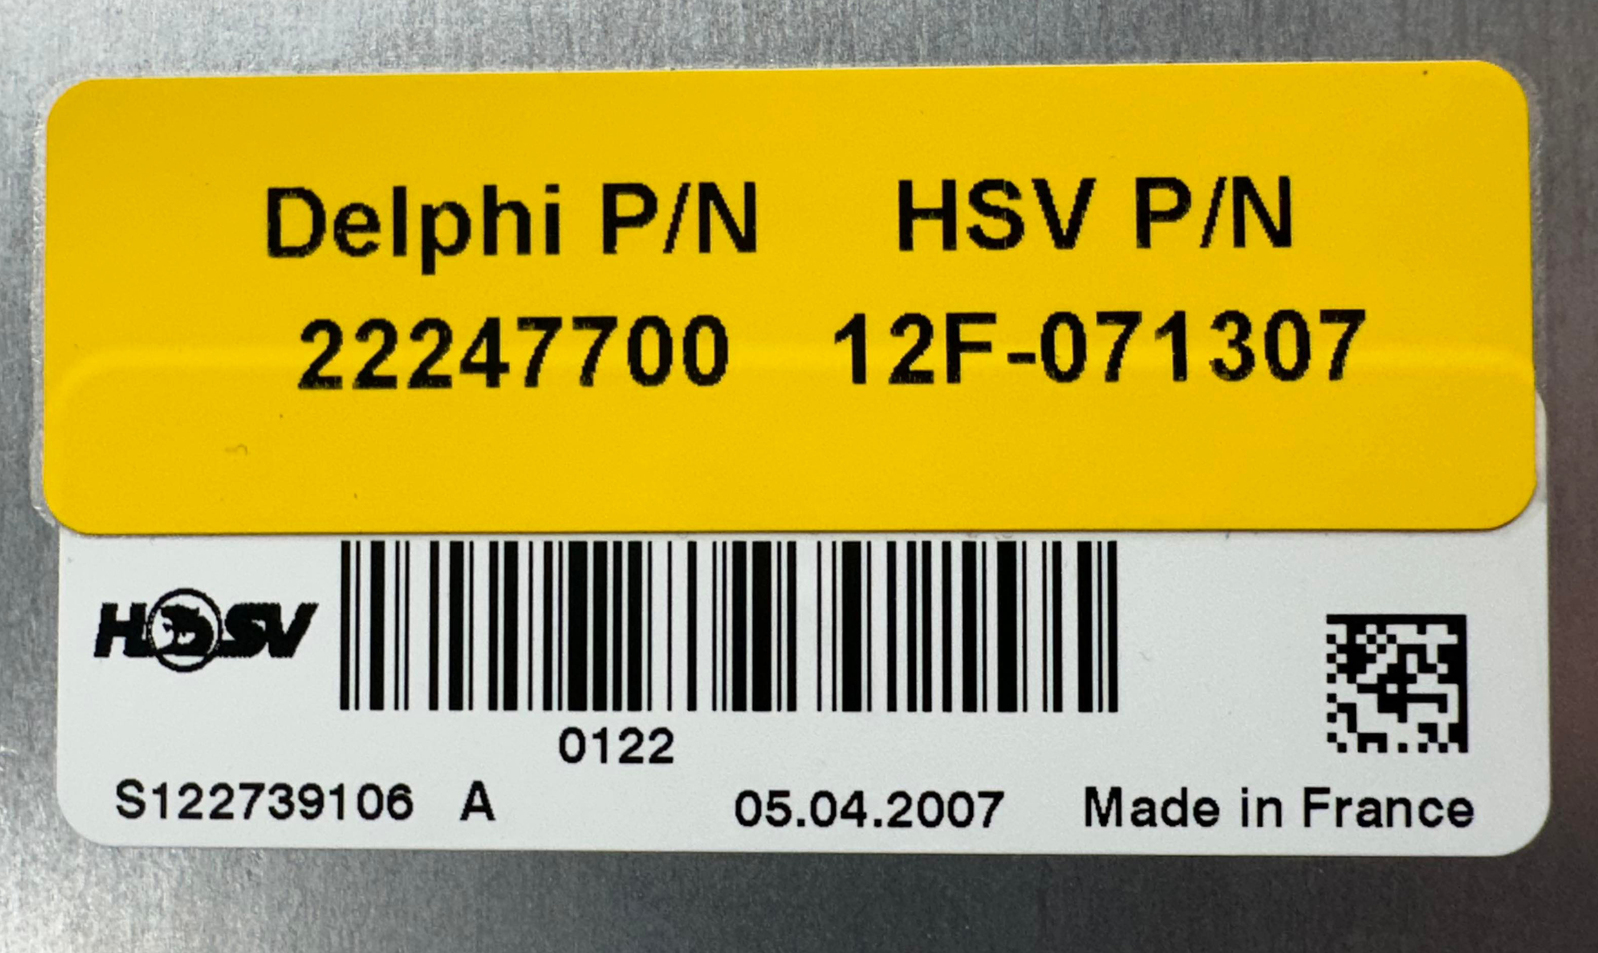 Delphi P/N HSV P/N
22247700 12F-071307
HSV
0122
S122739106 A 05.04.2007 Made in France